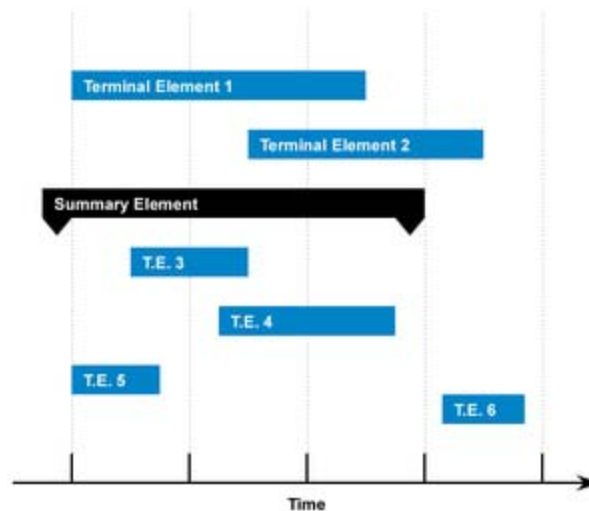 Terminal Element 1
Terminal Element 2
Summary Element
T.E. 3
T.E. 4
T.E. 5
T.E. 6
Time